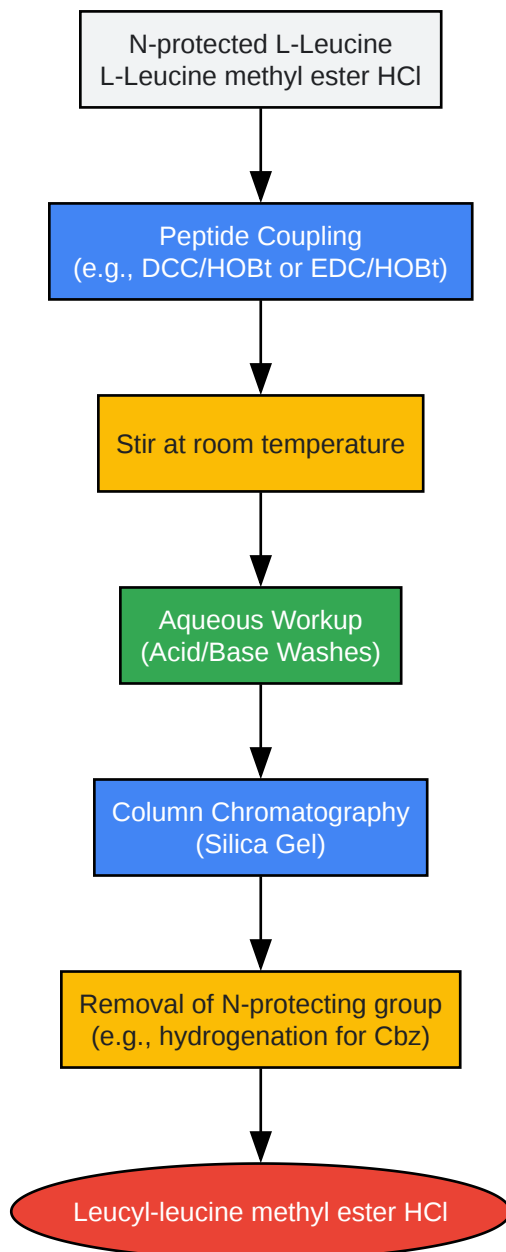 N-protected L-Leucine
L-Leucine methyl ester HCl
Peptide Coupling
(e.g., DCC/HOBt or EDC/HOBt)
Stir at room temperature
Aqueous Workup
(Acid/Base Washes)
Column Chromatography
(Silica Gel)
Removal of N-protecting group
(e.g., hydrogenation for Cbz)
Leucyl-leucine methyl ester HCl